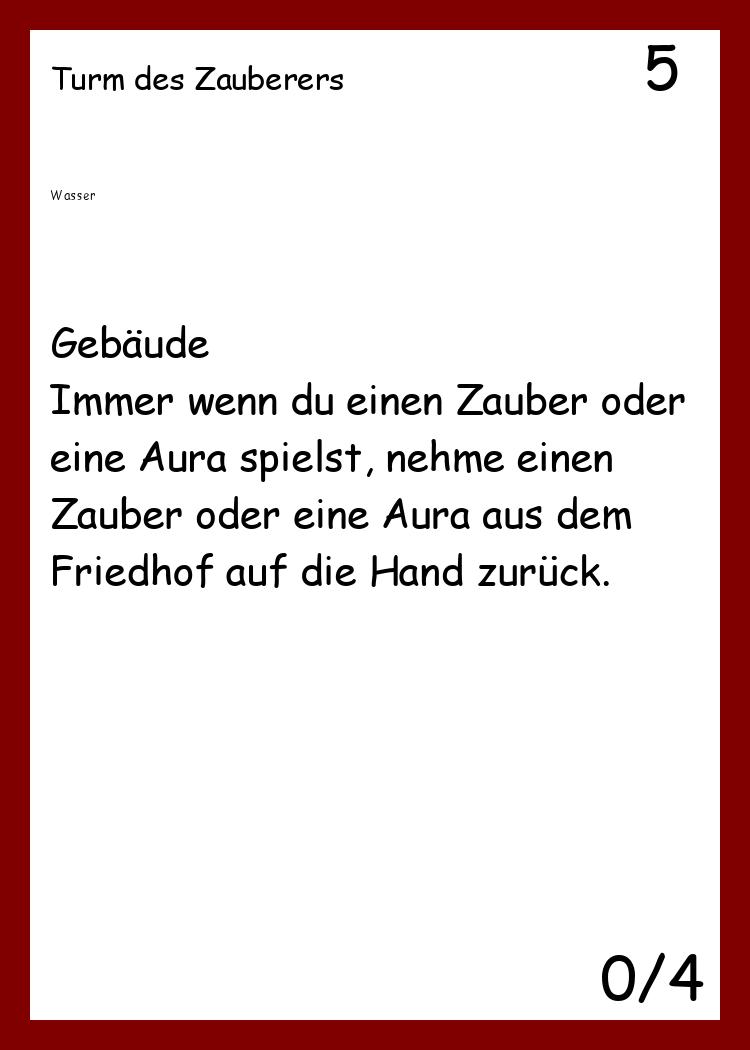 Turm des Zauberers
5
Wasser
Gebäude
Immer wenn du einen Zauber oder
eine Aura spielst, nehme einen
Zauber oder eine Aura aus dem
Friedhof auf die Hand zurück.
0/4